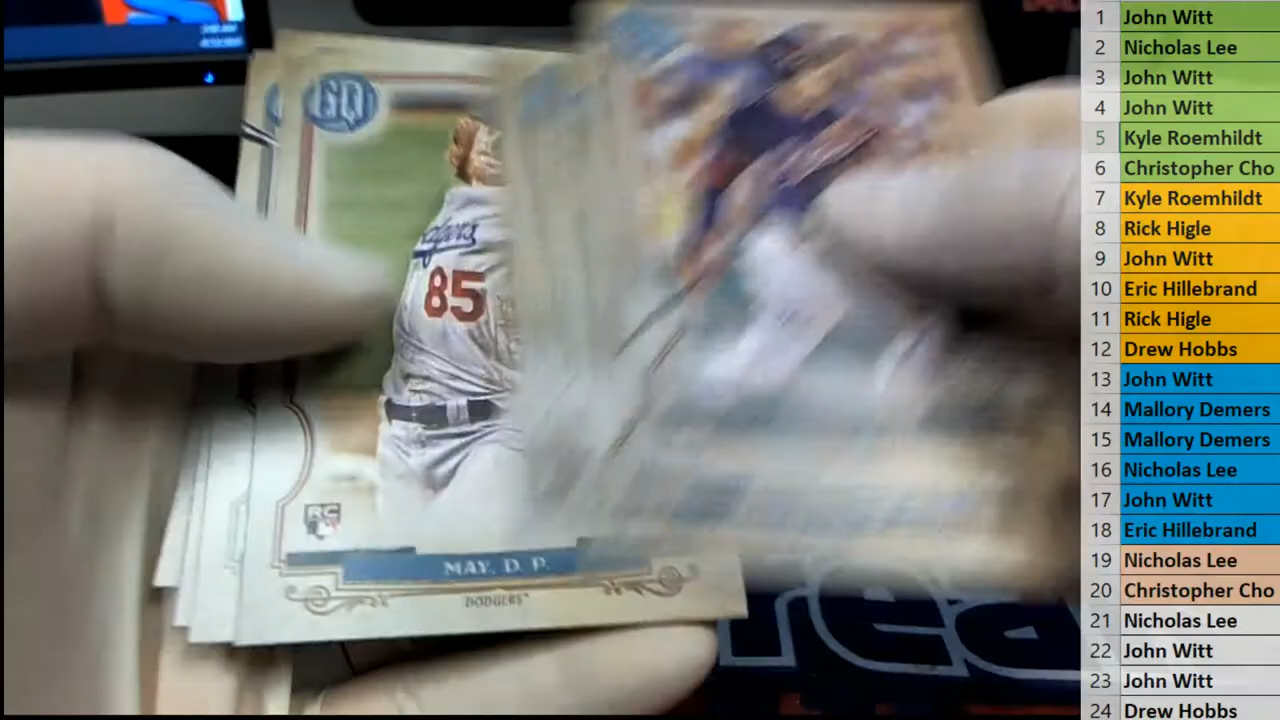 GQ
Dodgers
85
RC
MAY, D. P.
DODGERS
1 John Witt
2 Nicholas Lee
3 John Witt
4 John Witt
5 Kyle Roemhildt
6 Christopher Cho
7 Kyle Roemhildt
8 Rick Higle
9 John Witt
10 Eric Hillebrand
11 Rick Higle
12 Drew Hobbs
13 John Witt
14 Mallory Demers
15 Mallory Demers
16 Nicholas Lee
17 John Witt
18 Eric Hillebrand
19 Nicholas Lee
20 Christopher Cho
21 Nicholas Lee
22 John Witt
23 John Witt
24 Drew Hobbs